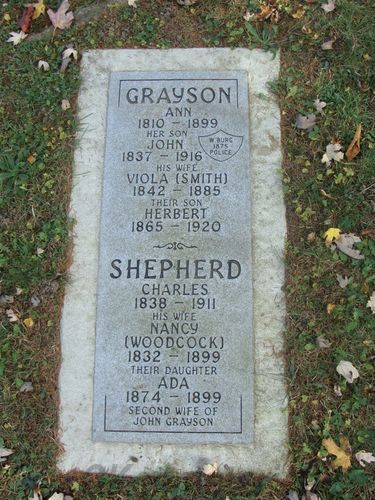 GRAYSON
ANN
1810 - 1899
HER SON
JOHN
1837 - 1916
W'BURG
1875
POLICE
HIS WIFE
VIOLA (SMITH)
1842 - 1885
THEIR SON
HERBERT
1865 - 1920
SHEPHERD
CHARLES
1838 - 1911
HIS WIFE
NANCY
(WOODCOCK)
1832 - 1899
THEIR DAUGHTER
ADA
1874 - 1899
SECOND WIFE OF
JOHN GRAYSON